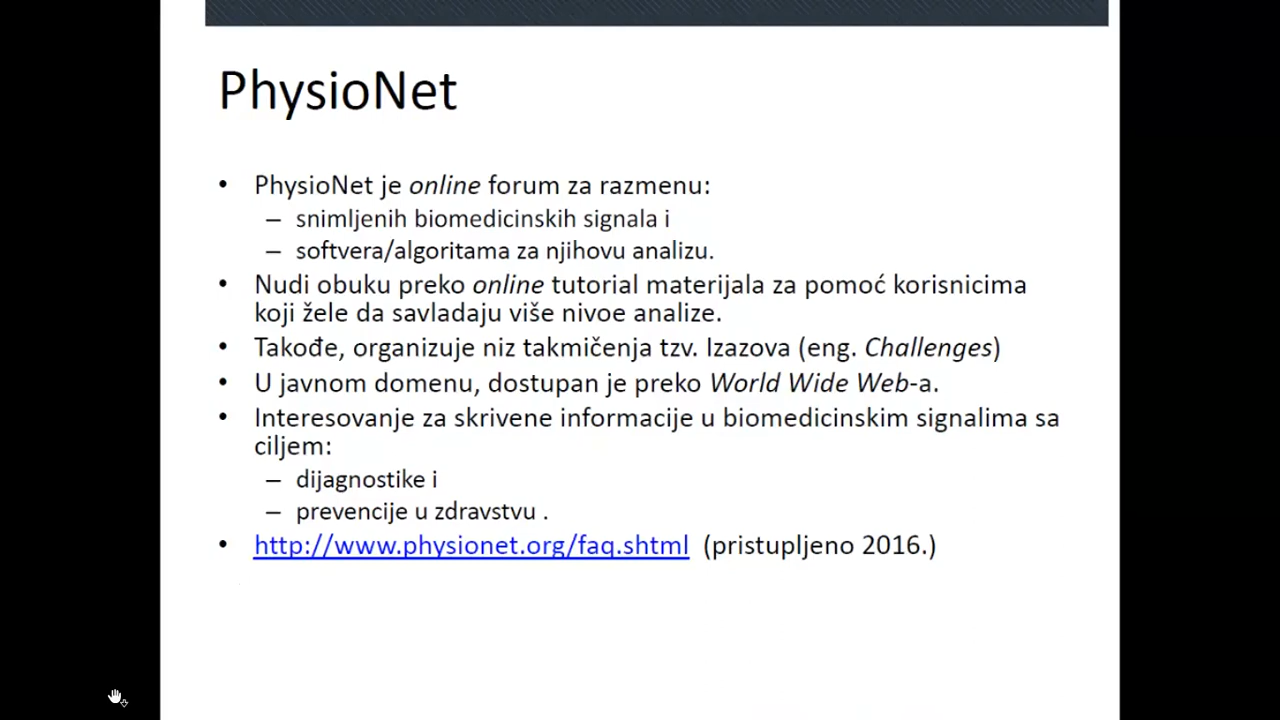 PhysioNet
• PhysioNet je online forum za razmenu:
– snimljenih biomedicinskih signala i
– softvera/algoritama za njihovu analizu.
• Nudi obuku preko online tutorial materijala za pomoć korisnicima
koji žele da savladaju više nivoe analize.
• Takođe, organizuje niz takmičenja tzv. Izazova (eng. Challenges)
• U javnom domenu, dostupan je preko World Wide Web-a.
• Interesovanje za skrivene informacije u biomedicinskim signalima sa
ciljem:
– dijagnostike i
– prevencije u zdravstvu .
• http://www.physionet.org/faq.shtml (pristupljeno 2016.)